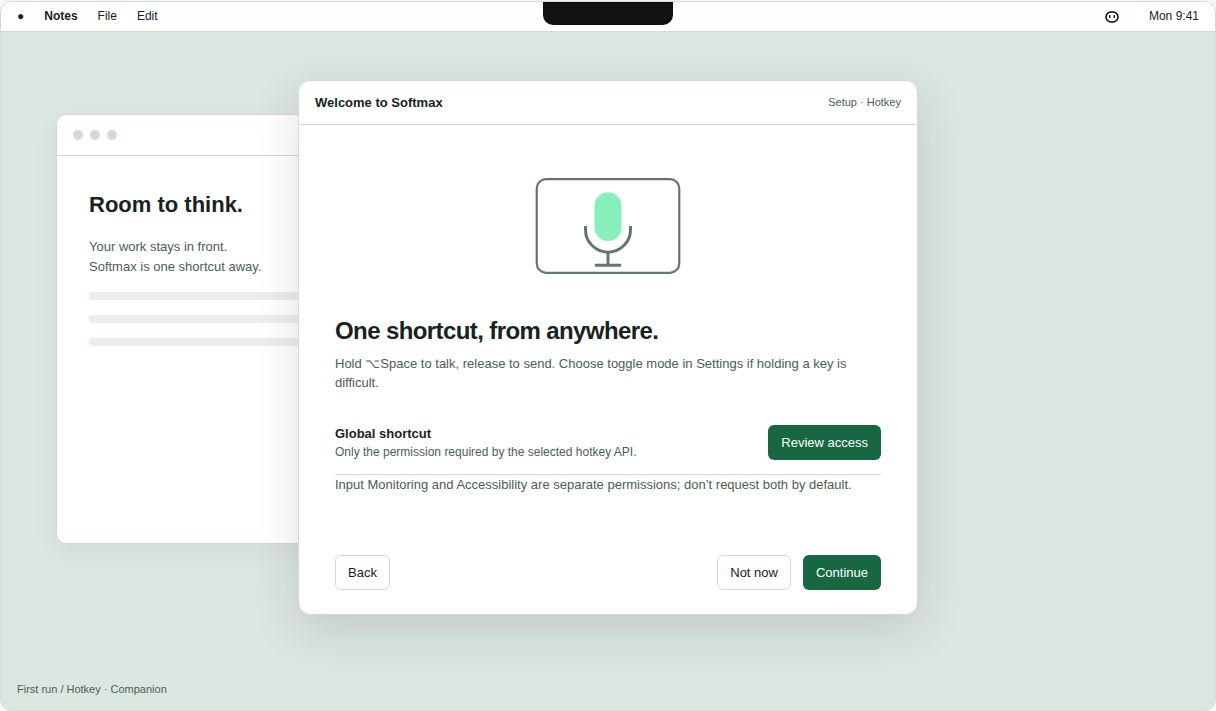 Notes File Edit
Mon 9:41
Welcome to Softmax
Setup · Hotkey
Room to think.
Your work stays in front.
Softmax is one shortcut away.
One shortcut, from anywhere.
Hold ⌥Space to talk, release to send. Choose toggle mode in Settings if holding a key is
difficult.
Global shortcut
Only the permission required by the selected hotkey API.
Review access
Input Monitoring and Accessibility are separate permissions; don’t request both by default.
Back
Not now
Continue
First run / Hotkey · Companion